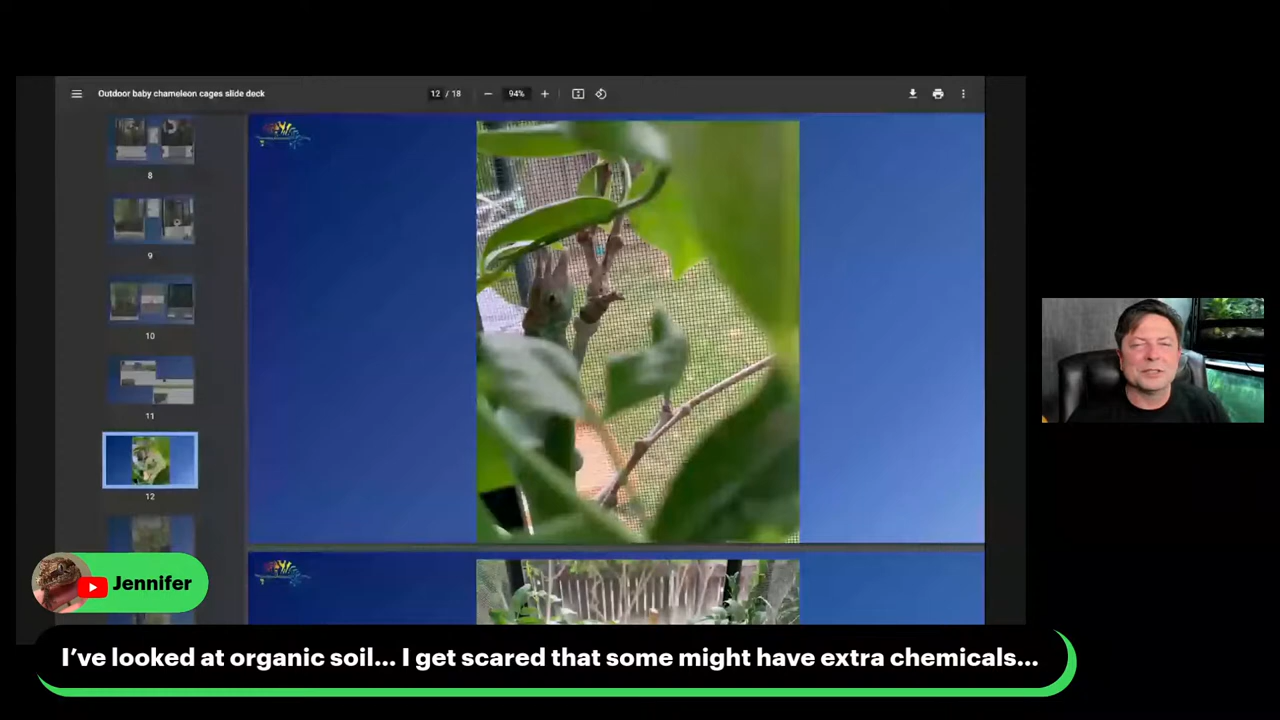 Outdoor baby chameleon cages slide deck
12 / 18
94%
8
9
10
11
12
Jennifer
I've looked at organic soil... I get scared that some might have extra chemicals...